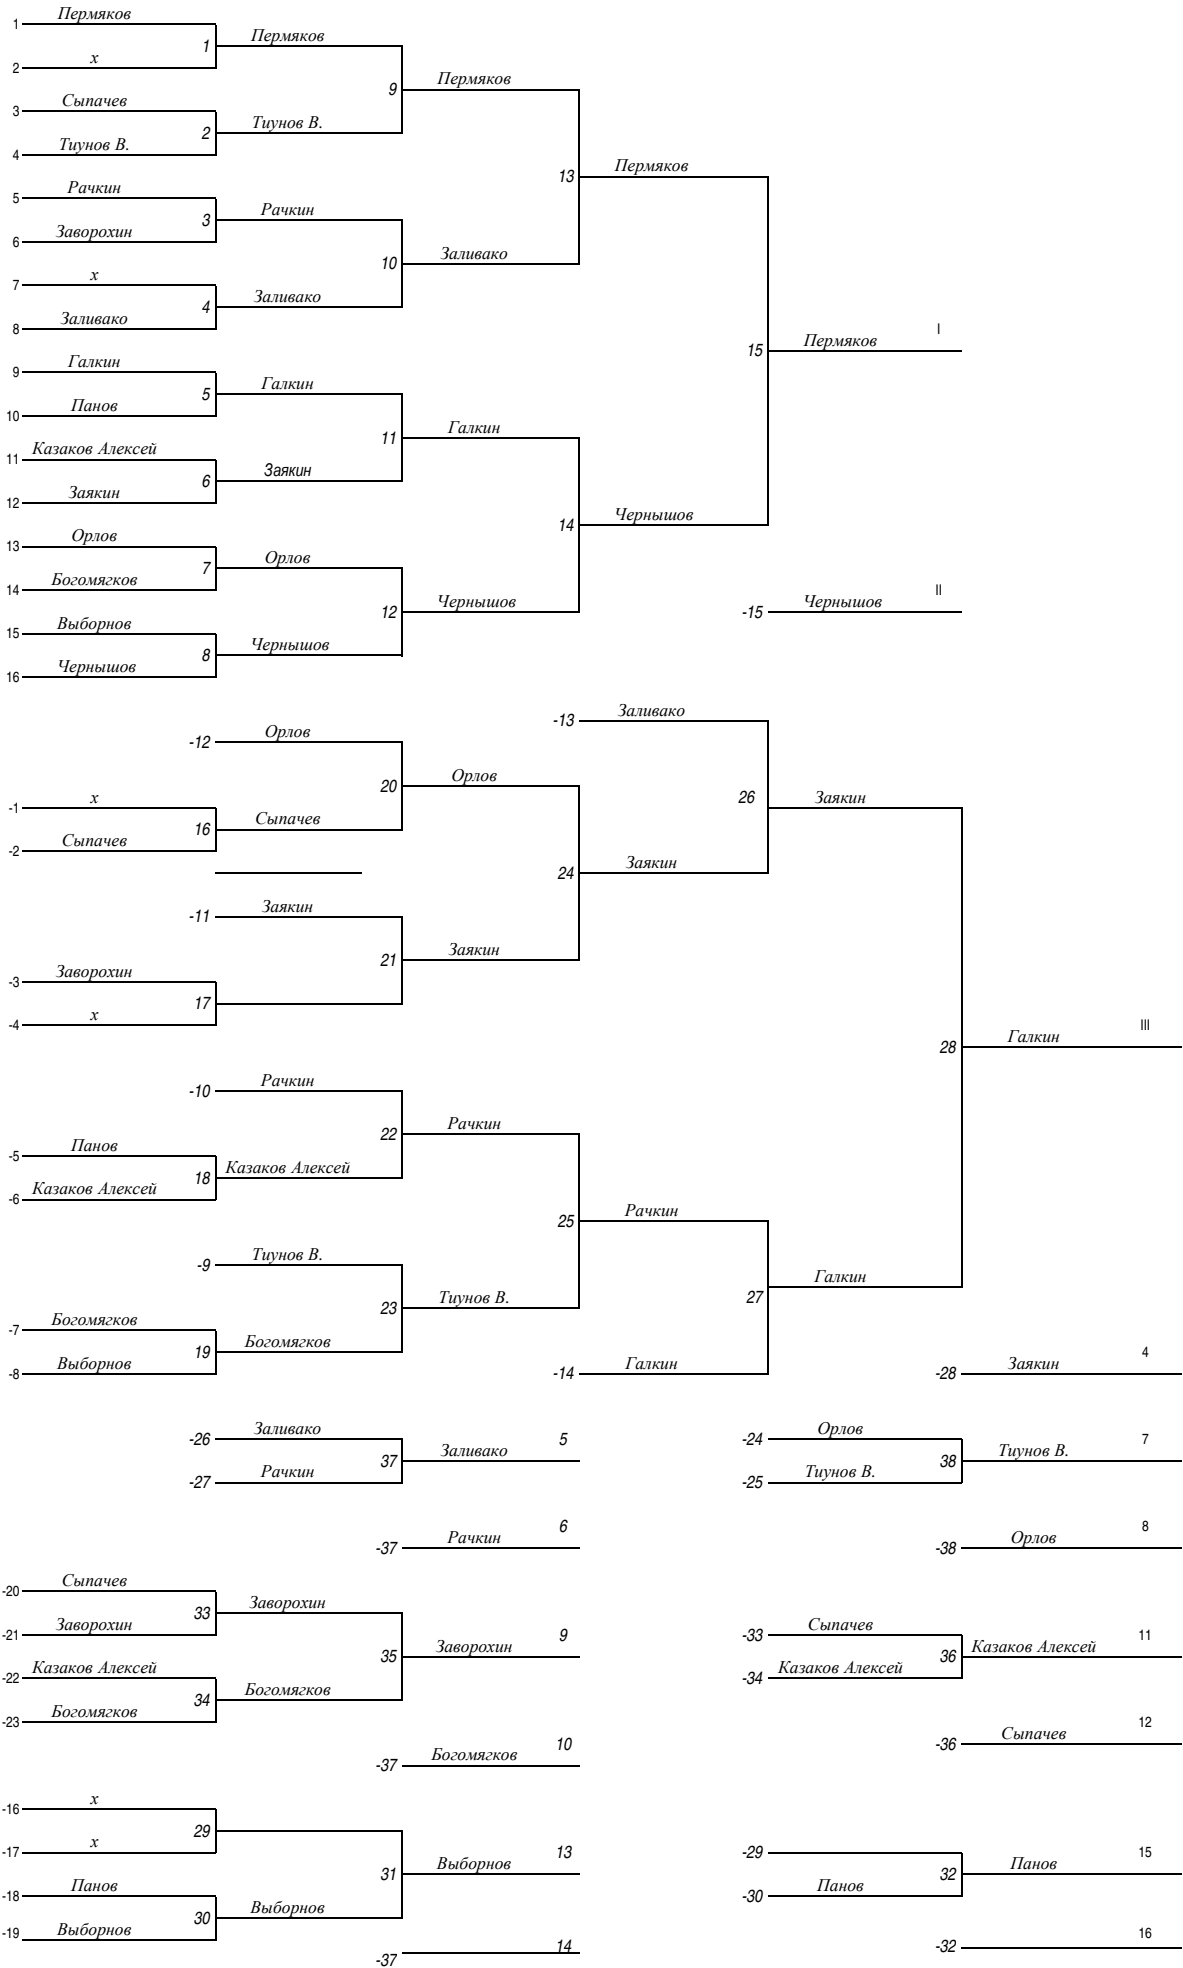 Пермяков
1
Пермяков
1
х
2
9
Пермяков
Сыпачев
3
2
Тиунов В.
Тиунов В.
4
13
Пермяков
Рачкин
5
3
Рачкин
Заворохин
6
10
Заливако
х
7
4
Заливако
Заливако
8
15
Пермяков
I
Галкин
9
5
Галкин
Панов
10
11
Галкин
Казаков Алексей
11
6
Заякин
Заякин
12
14
Чернышов
Орлов
13
7
Орлов
Богомягков
14
12
Чернышов
-15
Чернышов
II
Выборнов
15
8
Чернышов
Чернышов
16
-13
Заливако
-12
Орлов
20
Орлов
26
Заякин
х
-1
16
Сыпачев
Сыпачев
-2
24
Заякин
-11
Заякин
21
Заякин
Заворохин
-3
17
х
-4
28
Галкин
III
-10
Рачкин
22
Рачкин
Панов
-5
18
Казаков Алексей
Казаков Алексей
-6
25
Рачкин
-9
Тиунов В.
27
Галкин
23
Тиунов В.
Богомягков
-7
19
Богомягков
Выборнов
-8
-14
Галкин
-28
Заякин
4
-26
Заливако
37
Заливако
5
-27
Рачкин
-24
Орлов
38
Тиунов В.
7
-25
Тиунов В.
-37
Рачкин
6
-38
Орлов
8
Сыпачев
-20
33
Заворохин
Заворохин
-21
35
Заворохин
9
Казаков Алексей
-22
34
Богомягков
Богомягков
-23
-33
Сыпачев
36
Казаков Алексей
11
-34
Казаков Алексей
-37
Богомягков
10
-36
Сыпачев
12
х
-16
29
х
-17
31
Выборнов
13
Панов
-18
30
Выборнов
Выборнов
-19
-29
32
Панов
15
-30
Панов
-37
14
-32
16